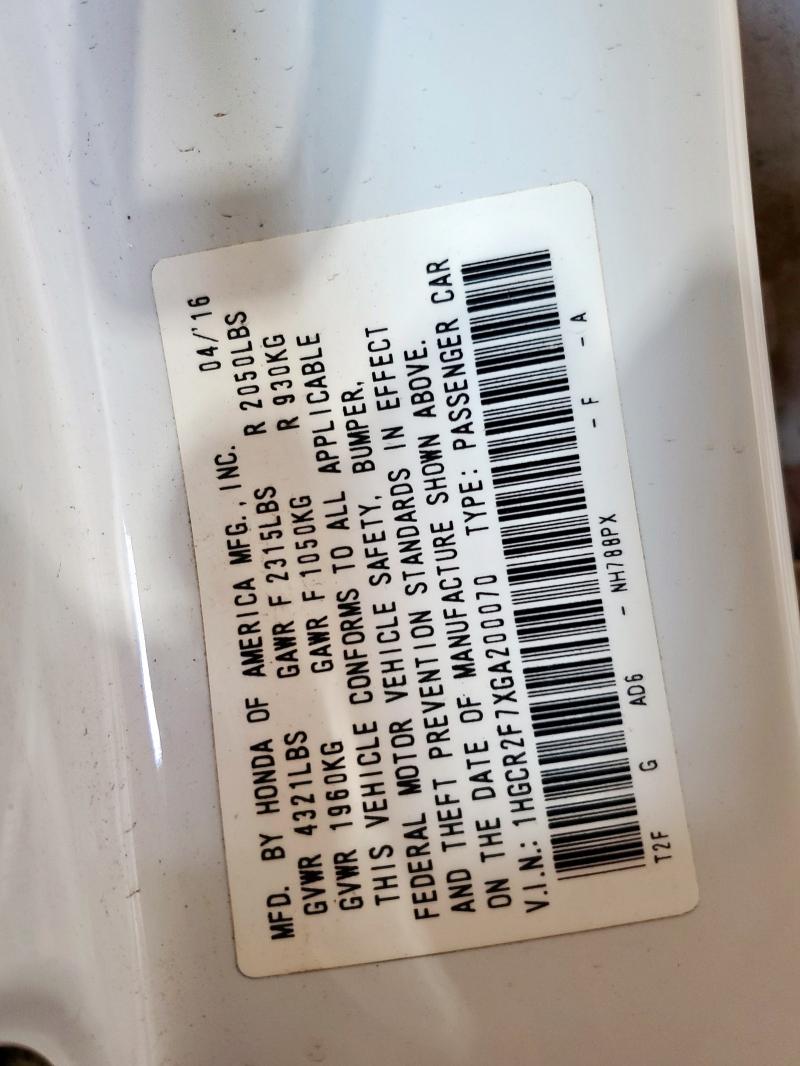 MFD. BY HONDA OF AMERICA MFG., INC. 04/'16
GVWR 4321LBS GAWR F 2315LBS R 2050LBS
GVWR 1960KG GAWR F 1050KG R 930KG
THIS VEHICLE CONFORMS TO ALL APPLICABLE
FEDERAL MOTOR VEHICLE SAFETY, BUMPER,
AND THEFT PREVENTION STANDARDS IN EFFECT
ON THE DATE OF MANUFACTURE SHOWN ABOVE.
V.I.N.: 1HGCR2F7XGA200070 TYPE: PASSENGER CAR
T2F G AD6 - NH788PX - F - A